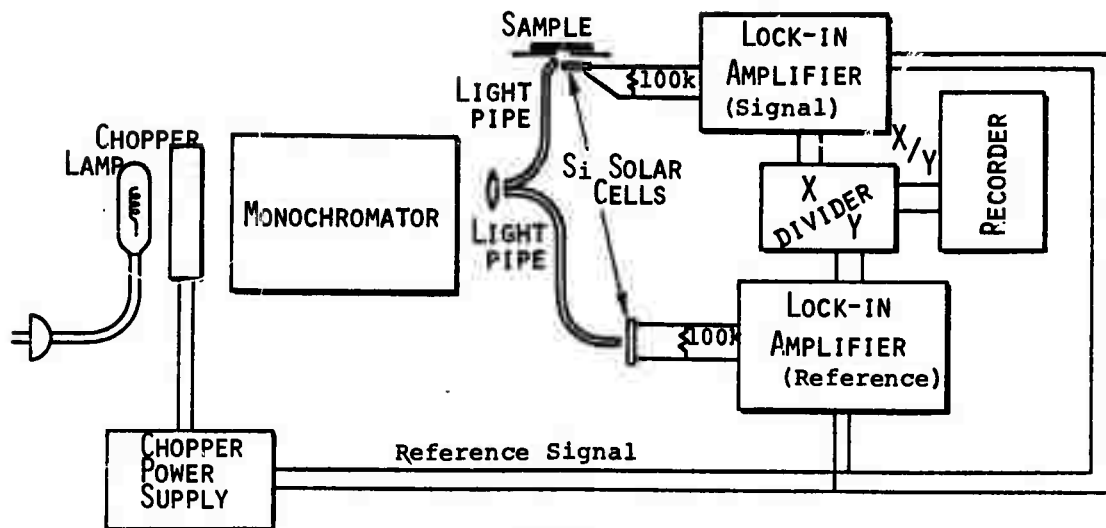 SAMPLE
LOCK-IN
AMPLIFIER
(Signal)
100k
LIGHT
PIPE
CHOPPER
LAMP
MONOCHROMATOR
Si SOLAR
CELLS
X/Y
X
DIVIDER
Y
RECORDER
LIGHT
PIPE
LOCK-IN
AMPLIFIER
(Reference)
100k
CHOPPER
POWER
SUPPLY
Reference Signal